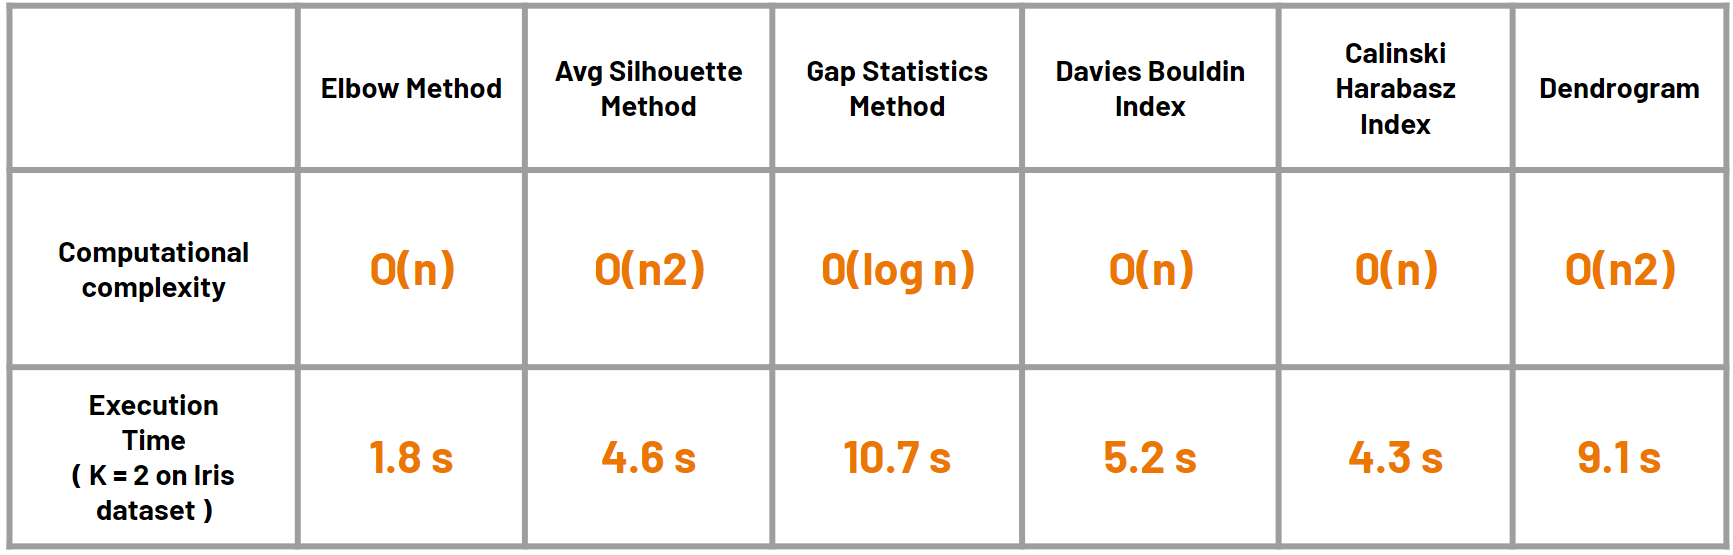 Elbow Method
Avg Silhouette
Method
Gap Statistics
Method
Davies Bouldin
Index
Calinski
Harabasz
Index
Dendrogram
Computational
complexity
O(n)
O(n2)
O(log n)
O(n)
O(n)
O(n2)
Execution
Time
( K = 2 on Iris
dataset )
1.8 s
4.6 s
10.7 s
5.2 s
4.3 s
9.1 s